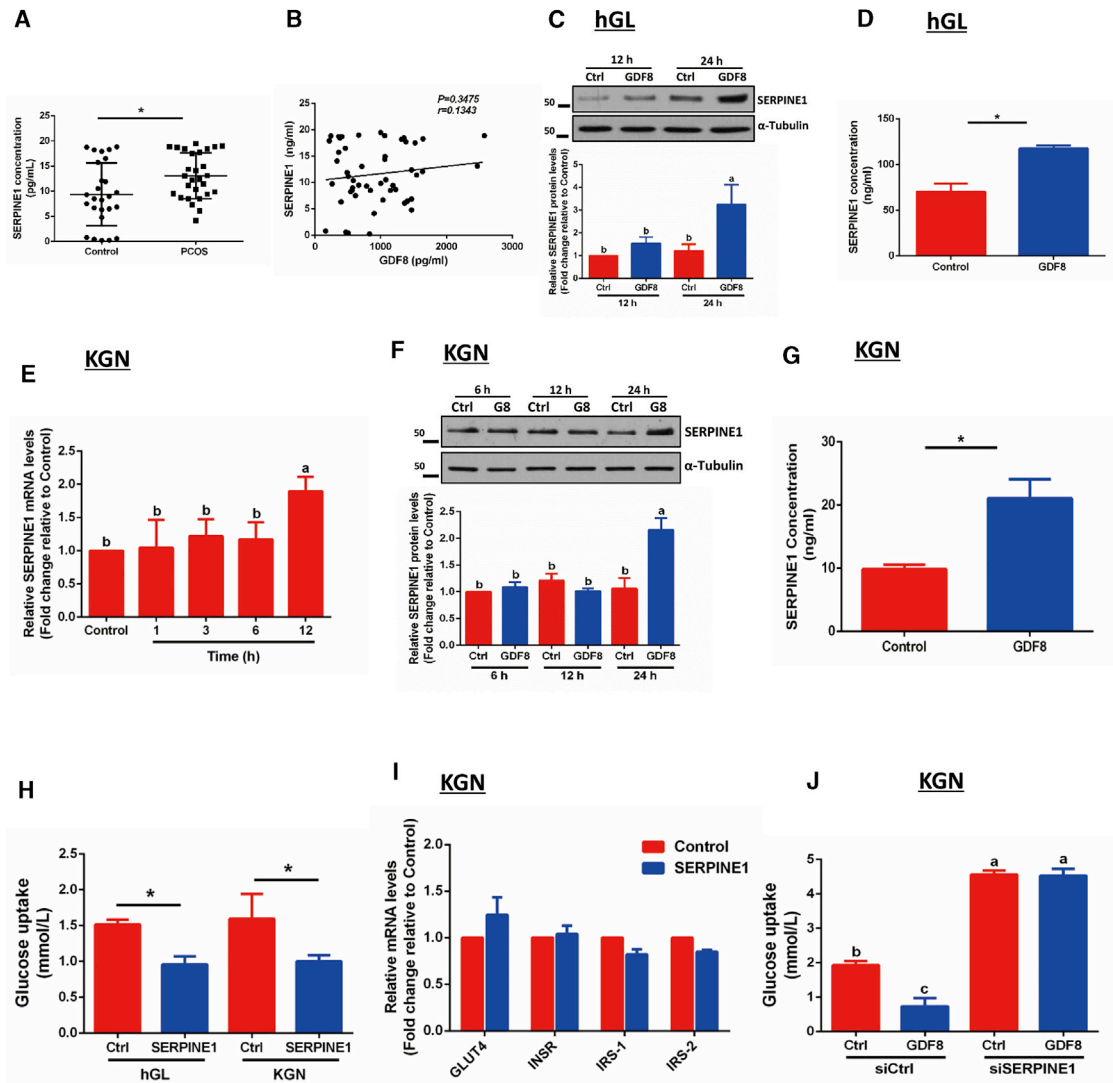 A
*
SERPINE1 concentration
(pg/mL)
25
20
15
10
5
0
Control
PCOS
B
P=0.3475
r=0.1343
SERPINE1 (ng/ml)
25
20
15
10
5
0
0
1000
2000
3000
GDF8 (pg/ml)
C
hGL
12 h
24 h
Ctrl
GDF8
Ctrl
GDF8
50
SERPINE1
50
α-Tubulin
Relative SERPINE1 protein levels
(Fold change relative to Control)
5
4
3
2
1
0
b
b
b
a
Ctrl
GDF8
Ctrl
GDF8
12 h
24 h
D
hGL
*
SERPINE1 concentration
(ng/ml)
150
100
50
0
Control
GDF8
E
KGN
Relative SERPINE1 mRNA levels
(Fold change relative to Control)
2.5
2.0
1.5
1.0
0.5
0.0
b
b
b
b
a
Control
1
3
6
12
Time (h)
F
KGN
6 h
12 h
24 h
Ctrl
G8
Ctrl
G8
Ctrl
G8
50
SERPINE1
50
α-Tubulin
Relative SERPINE1 protein levels
(Fold change relative to Control)
2.5
2.0
1.5
1.0
0.5
0.0
b
b
b
b
b
a
Ctrl
GDF8
Ctrl
GDF8
Ctrl
GDF8
6 h
12 h
24 h
G
KGN
*
SERPINE1 Concentration
(ng/ml)
30
20
10
0
Control
GDF8
H
Glucose uptake
(mmol/L)
2.5
2.0
1.5
1.0
0.5
0.0
*
*
Ctrl
SERPINE1
Ctrl
SERPINE1
hGL
KGN
I
KGN
Relative mRNA levels
(Fold change relative to Control)
2.0
1.5
1.0
0.5
0.0
Control
SERPINE1
GLUT4
INSR
IRS-1
IRS-2
J
KGN
Glucose uptake
(mmol/L)
5
4
3
2
1
0
b
c
a
a
Ctrl
GDF8
Ctrl
GDF8
siCtrl
siSERPINE1